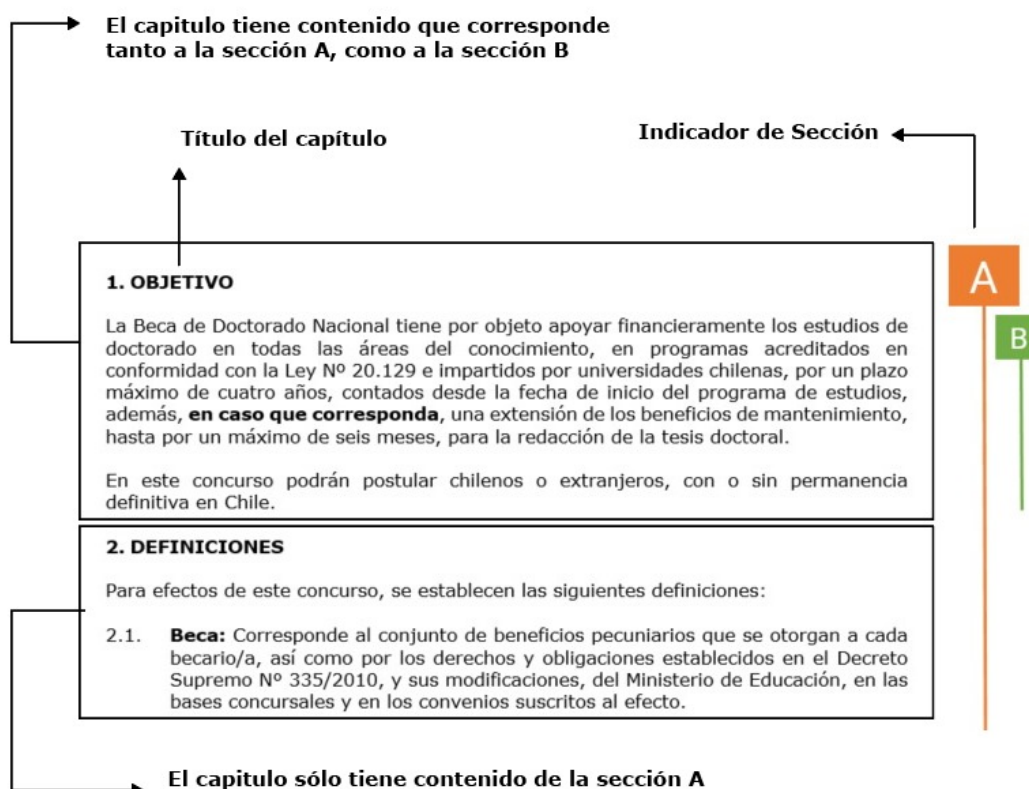 El capitulo tiene contenido que corresponde
tanto a la sección A, como a la sección B
Título del capítulo
Indicador de Sección
A
B
1. OBJETIVO
La Beca de Doctorado Nacional tiene por objeto apoyar financieramente los estudios de
doctorado en todas las áreas del conocimiento, en programas acreditados en
conformidad con la Ley Nº 20.129 e impartidos por universidades chilenas, por un plazo
máximo de cuatro años, contados desde la fecha de inicio del programa de estudios,
además, en caso que corresponda, una extensión de los beneficios de mantenimiento,
hasta por un máximo de seis meses, para la redacción de la tesis doctoral.
En este concurso podrán postular chilenos o extranjeros, con o sin permanencia
definitiva en Chile.
2. DEFINICIONES
Para efectos de este concurso, se establecen las siguientes definiciones:
2.1. Beca: Corresponde al conjunto de beneficios pecuniarios que se otorgan a cada
becario/a, así como por los derechos y obligaciones establecidos en el Decreto
Supremo Nº 335/2010, y sus modificaciones, del Ministerio de Educación, en las
bases concursales y en los convenios suscritos al efecto.
El capitulo sólo tiene contenido de la sección A